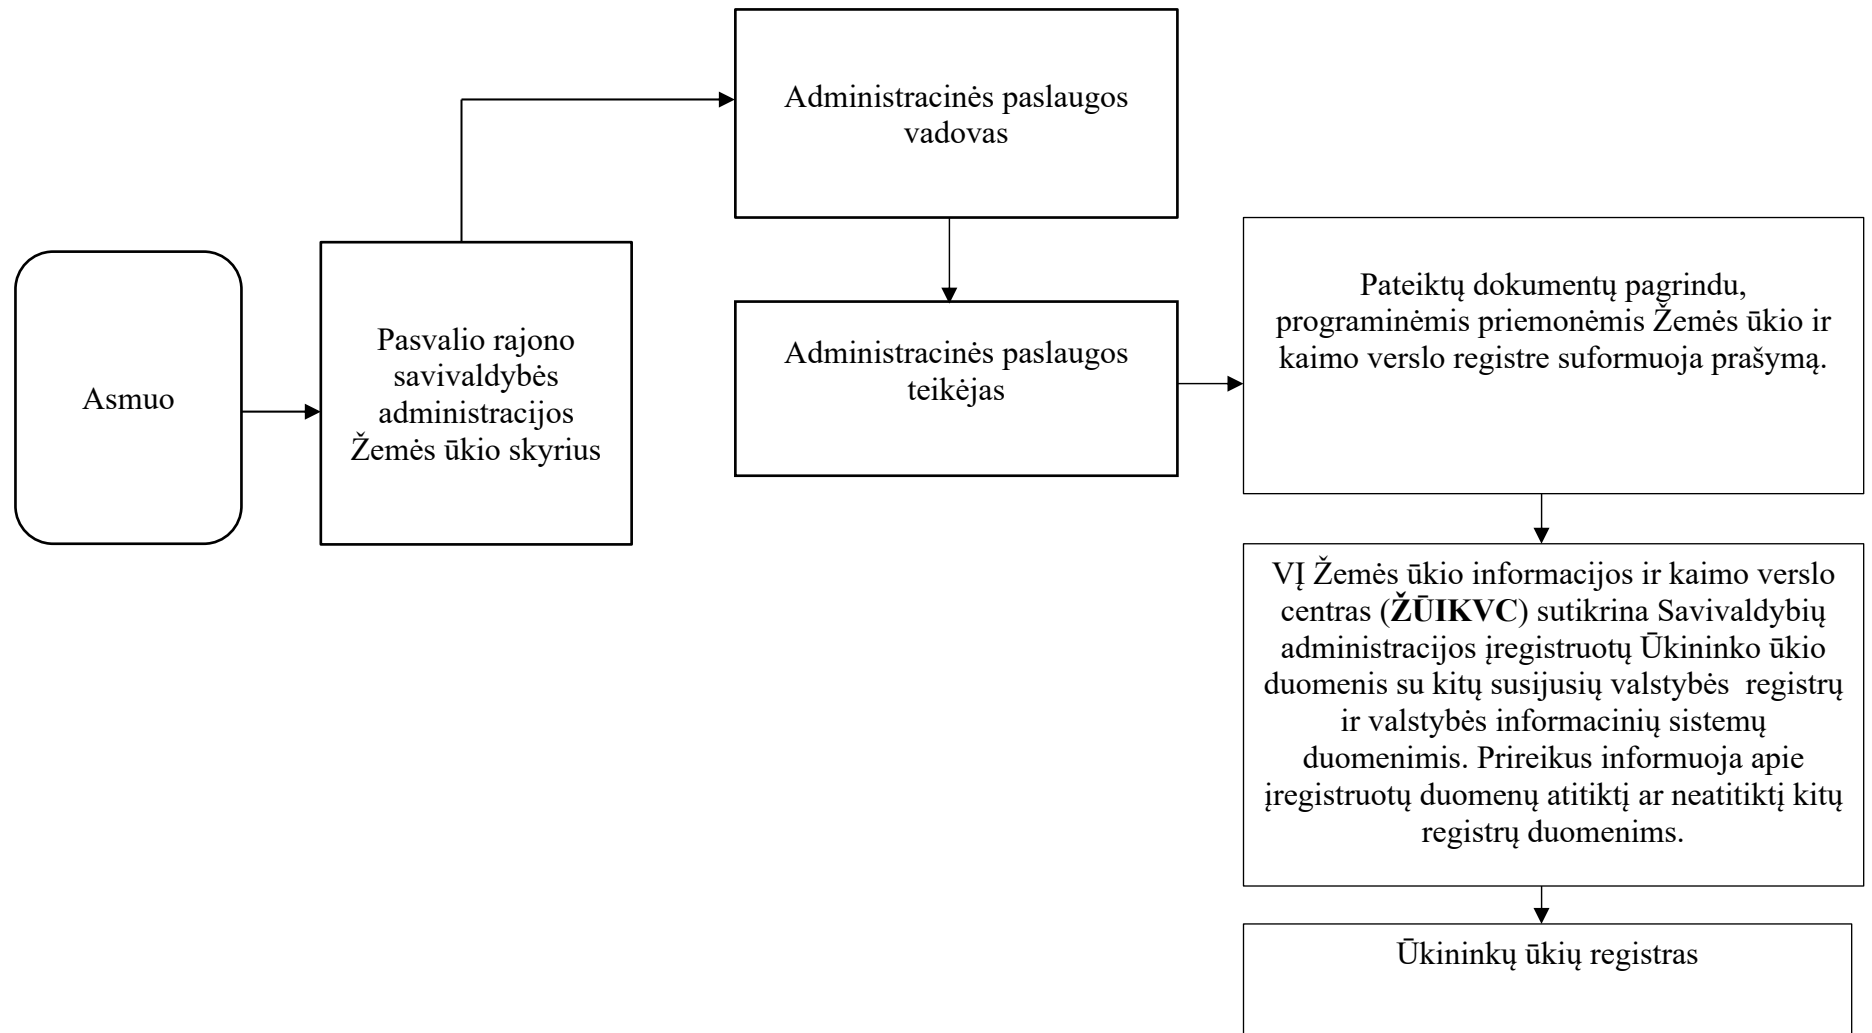 Asmuo
Pasvalio rajono
savivaldybės
administracijos
Žemės ūkio skyrius
Administracinės paslaugos
vadovas
Administracinės paslaugos
teikėjas
Pateiktų dokumentų pagrindu,
programinėmis priemonėmis Žemės ūkio ir
kaimo verslo registre suformuoja prašymą.
VĮ Žemės ūkio informacijos ir kaimo verslo
centras (ŽŪIKVC) sutikrina Savivaldybių
administracijos įregistruotų Ūkininko ūkio
duomenis su kitų susijusių valstybės  registrų
ir valstybės informacinių sistemų
duomenimis. Prireikus informuoja apie
įregistruotų duomenų atitiktį ar neatitiktį kitų
registrų duomenims.
Ūkininkų ūkių registras